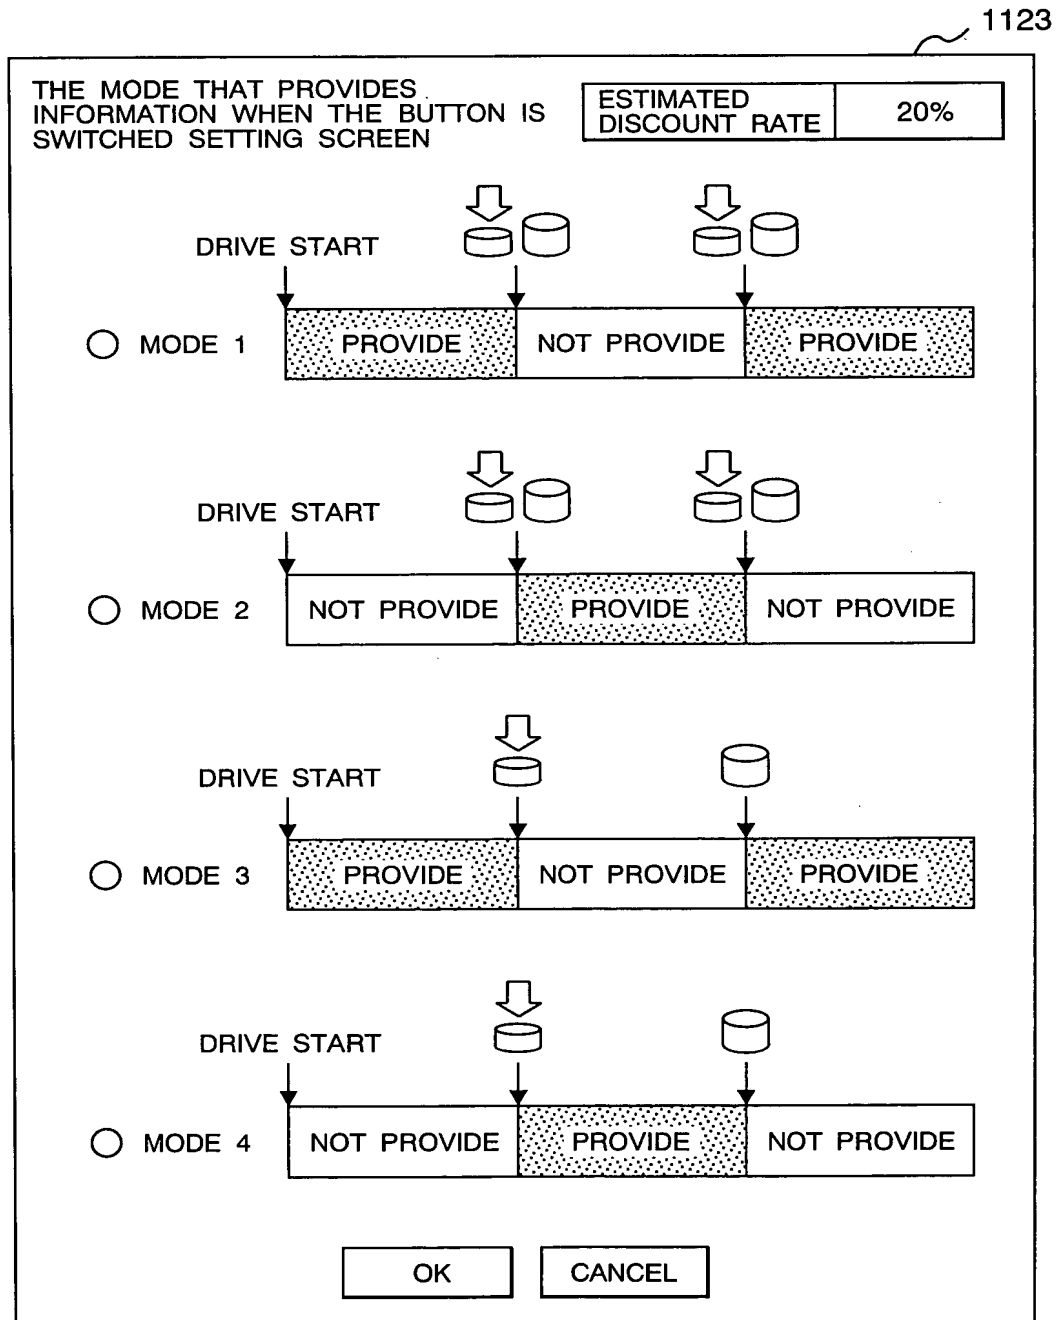 1123
THE MODE THAT PROVIDES
INFORMATION WHEN THE BUTTON IS
SWITCHED SETTING SCREEN
ESTIMATED
DISCOUNT RATE
20%
DRIVE START
MODE 1
PROVIDE
NOT PROVIDE
PROVIDE
DRIVE START
MODE 2
NOT PROVIDE
PROVIDE
NOT PROVIDE
DRIVE START
MODE 3
PROVIDE
NOT PROVIDE
PROVIDE
DRIVE START
MODE 4
NOT PROVIDE
PROVIDE
NOT PROVIDE
OK
CANCEL